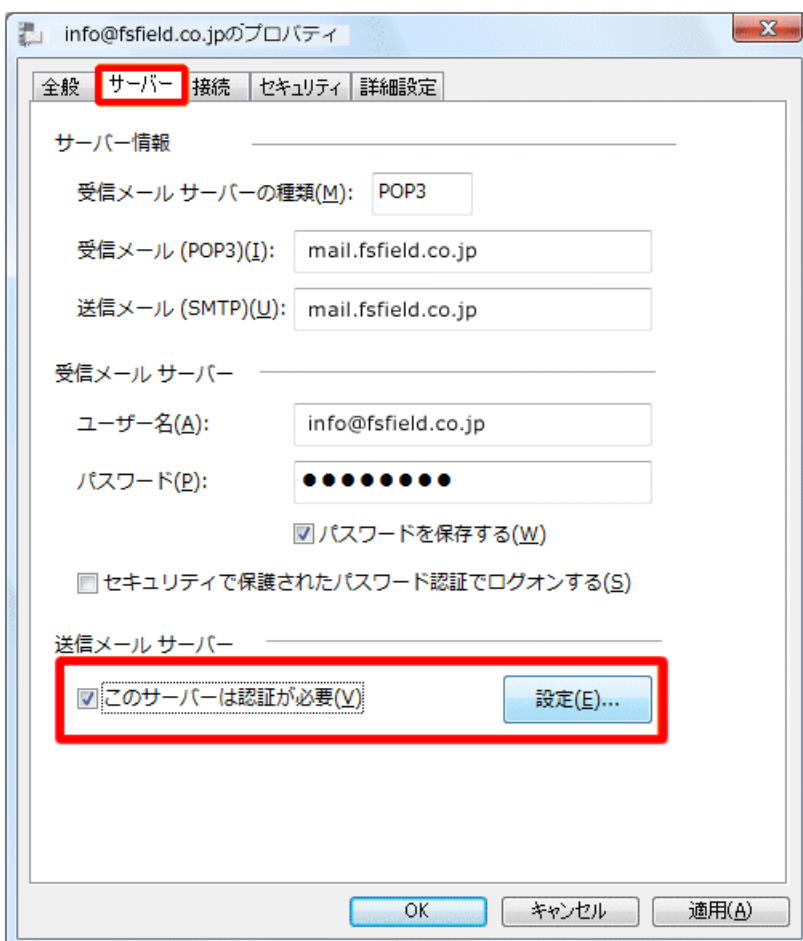 info@fsfield.co.jpのプロパティ
全般 サーバー 接続 セキュリティ 詳細設定
サーバー情報
受信メール サーバーの種類(M): POP3
受信メール (POP3)(I): mail.fsfield.co.jp
送信メール (SMTP)(U): mail.fsfield.co.jp
受信メール サーバー
ユーザー名(A): info@fsfield.co.jp
パスワード(P): ●●●●●●●●
パスワードを保存する(W)
セキュリティで保護されたパスワード認証でログオンする(S)
送信メール サーバー
このサーバーは認証が必要(V) 設定(E)...
OK キャンセル 適用(A)